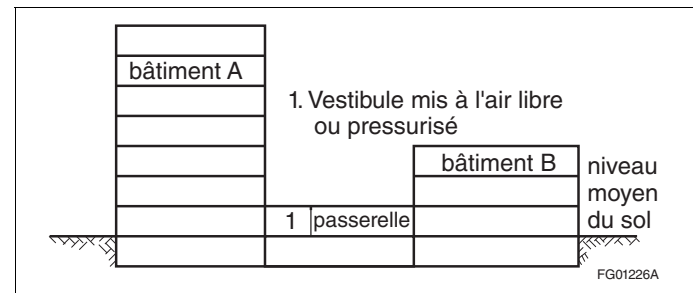 bâtiment A
1. Vestibule mis à l'air libre
ou pressurisé
bâtiment B
niveau
moyen
du sol
1
passerelle
FG01226A